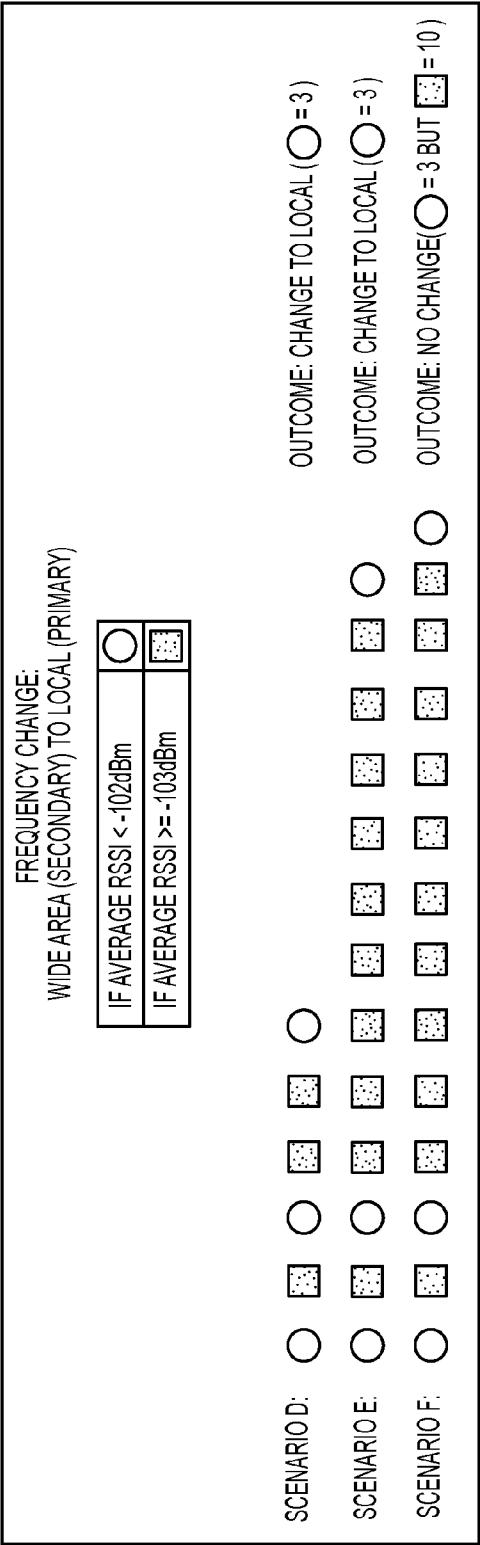 FREQUENCY CHANGE:
WIDE AREA (SECONDARY) TO LOCAL (PRIMARY)
IF AVERAGE RSSI < -102dBm
IF AVERAGE RSSI >= -103dBm
SCENARIO D: OUTCOME: CHANGE TO LOCAL ( = 3 )
SCENARIO E: OUTCOME: CHANGE TO LOCAL ( = 3 )
SCENARIO F: OUTCOME: NO CHANGE( = 3 BUT = 10 )